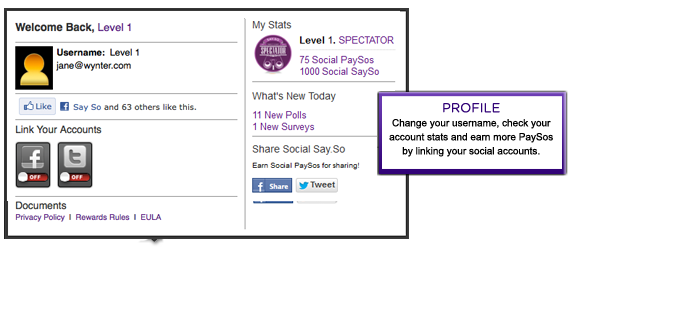 Welcome Back, Level 1
Username: Level 1
jane@wynter.com
Like
Say So and 63 others like this.
Link Your Accounts
f
OFF
t
OFF
Documents
Privacy Policy I Rewards Rules I EULA
My Stats
SPECTATOR
Level 1. SPECTATOR
75 Social PaySos
1000 Social SaySo
What's New Today
11 New Polls
1 New Surveys
Share Social Say.So
Earn Social PaySos for sharing!
f Share
Tweet
PROFILE
Change your username, check your
account stats and earn more PaySos
by linking your social accounts.